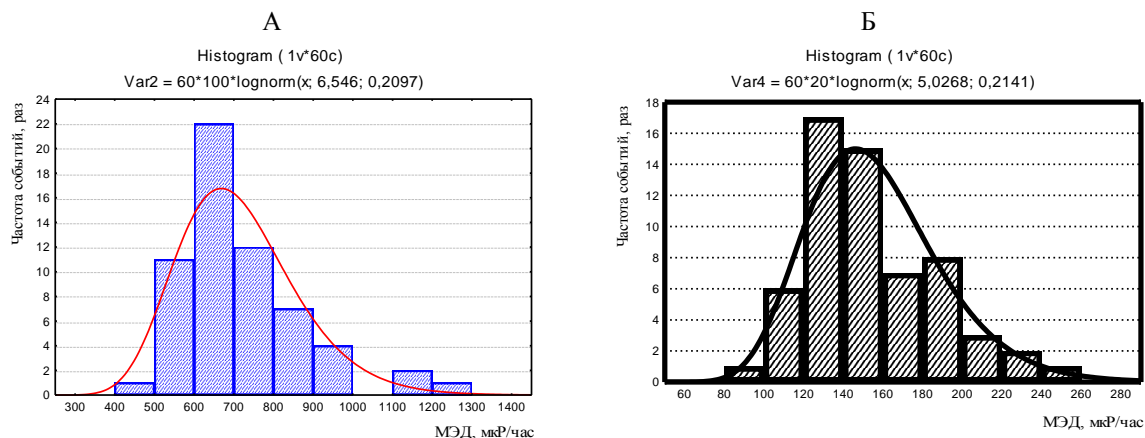 А
Histogram ( 1v*60c)
Var2 = 60*100*lognorm(x; 6,546; 0,2097)
Частота событий, раз
24
22
20
18
16
14
12
10
8
6
4
2
0
300 400 500 600 700 800 900 1000 1100 1200 1300 1400
МЭД, мкР/час
Б
Histogram ( 1v*60c)
Var4 = 60*20*lognorm(x; 5,0268; 0,2141)
Частота событий, раз
18
16
14
12
10
8
6
4
2
0
60 80 100 120 140 160 180 200 220 240 260 280
МЭД, мкР/час